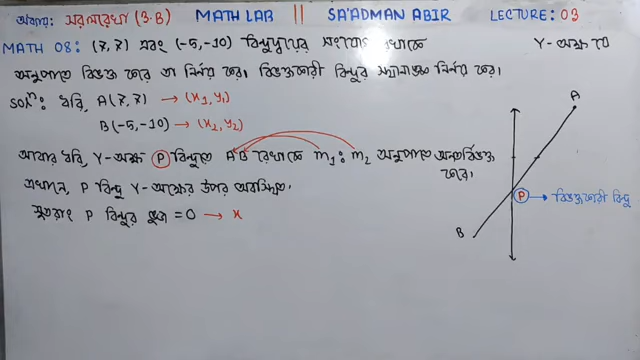 অধ্যায়: সরলরেখা (3.B) MATH LAB || SA'ADMAN ABIR LECTURE: 03
MATH 08: (7,7) এবং (-5,-10) বিন্দুদ্বয়ের সংযোগ রেখাকে Y-অক্ষ যে
অনুপাতে বিভক্ত করে তা নির্ণয় কর। বিভক্তকারী বিন্দুর স্থানাঙ্কও নির্ণয় কর।
Solⁿ: ধরি, A(7,7) → (x₁, y₁)
B(-5,-10) → (x₂, y₂)
আবার ধরি, Y-অক্ষ P বিন্দুতে AB রেখাকে m₁ : m₂ অনুপাতে অন্তর্বিভক্ত
করে।
এখানে, P বিন্দু Y-অক্ষের উপর অবস্থিত।
সুতরাং P বিন্দুর ভুজ = 0 → x
A
P → বিভক্তকারী বিন্দু
B